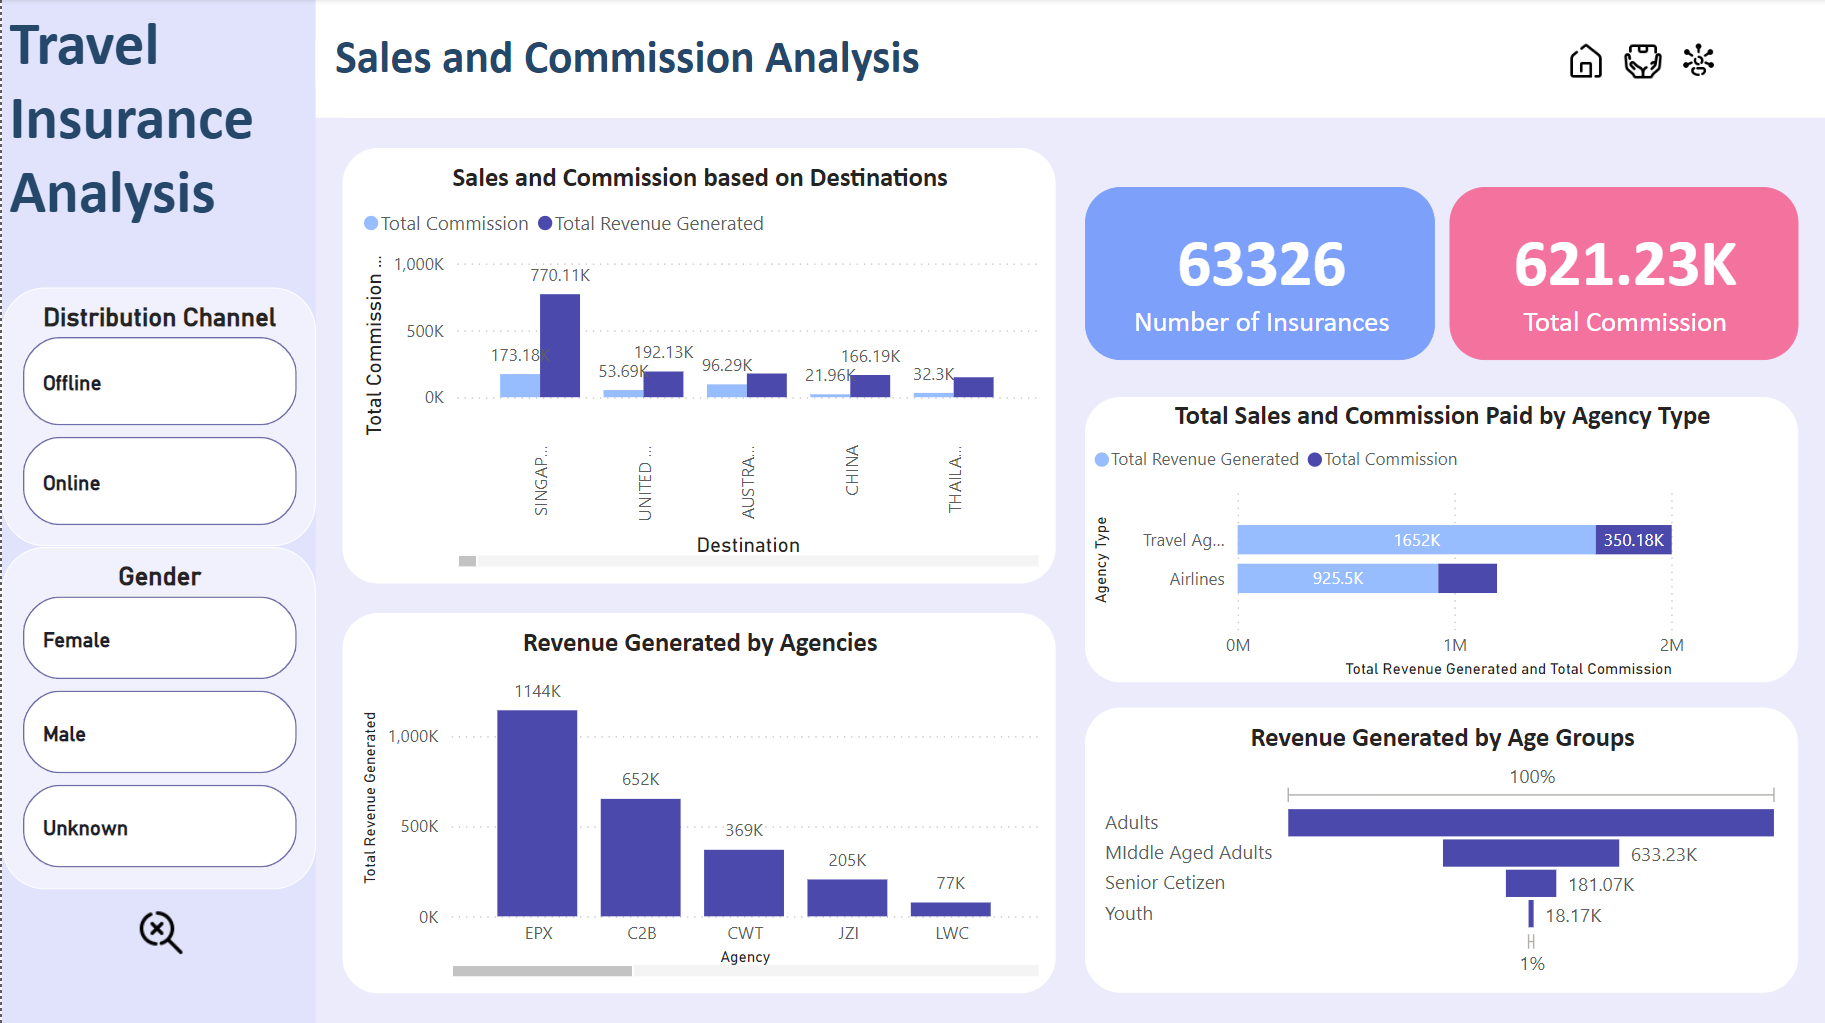 Travel
Insurance
Analysis
Sales and Commission Analysis
Distribution Channel
Offline
Online
Gender
Female
Male
Unknown
Sales and Commission based on Destinations
Total Commission Total Revenue Generated
Total Commission ...
1,000K
500K
0K
770.11K
173.18K
192.13K
53.69K
96.29K
166.19K
21.96K
32.3K
SINGAP...
UNITED ...
AUSTRA...
CHINA
THAILA...
Destination
63326
Number of Insurances
621.23K
Total Commission
Total Sales and Commission Paid by Agency Type
Total Revenue Generated Total Commission
Agency Type
Travel Ag... 1652K 350.18K
Airlines 925.5K
0M 1M 2M
Total Revenue Generated and Total Commission
Revenue Generated by Agencies
Total Revenue Generated
1,000K
500K
0K
1144K
652K
369K
205K
77K
EPX C2B CWT JZI LWC
Agency
Revenue Generated by Age Groups
100%
Adults
MIddle Aged Adults 633.23K
Senior Cetizen 181.07K
Youth 18.17K
1%